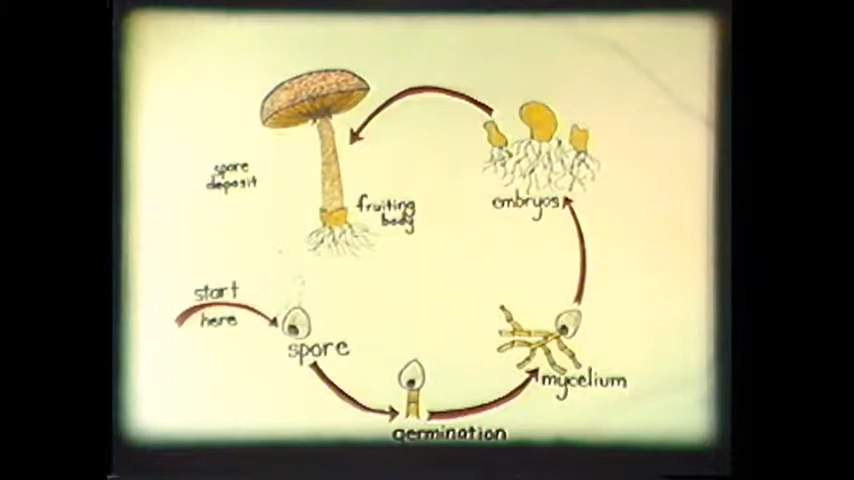 spore
deposit
fruiting
body
embryos
start
here
spore
mycelium
germination